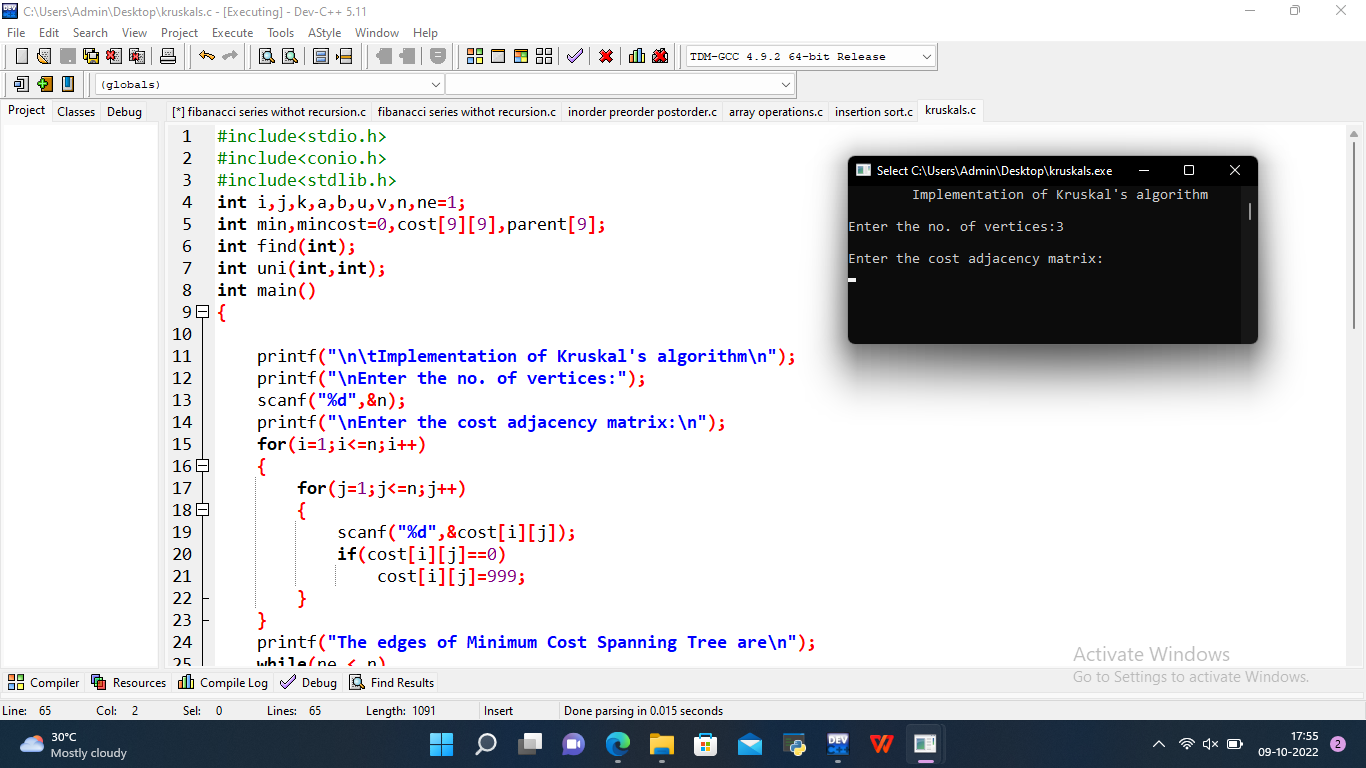 C:\Users\Admin\Desktop\kruskals.c - [Executing] - Dev-C++ 5.11
File Edit Search View Project Execute Tools AStyle Window Help
TDM-GCC 4.9.2 64-bit Release
(globals)
Project Classes Debug
[*] fibanacci series withot recursion.c fibanacci series withot recursion.c inorder preorder postorder.c array operations.c insertion sort.c kruskals.c
1 #include<stdio.h>
2 #include<conio.h>
3 #include<stdlib.h>
4 int i,j,k,a,b,u,v,n,ne=1;
5 int min,mincost=0,cost[9][9],parent[9];
6 int find(int);
7 int uni(int,int);
8 int main()
9 {
10
11 printf("\n\tImplementation of Kruskal's algorithm\n");
12 printf("\nEnter the no. of vertices:");
13 scanf("%d",&n);
14 printf("\nEnter the cost adjacency matrix:\n");
15 for(i=1;i<=n;i++)
16 {
17 for(j=1;j<=n;j++)
18 {
19 scanf("%d",&cost[i][j]);
20 if(cost[i][j]==0)
21 cost[i][j]=999;
22 }
23 }
24 printf("The edges of Minimum Cost Spanning Tree are\n");
25 while(ne < n)
Select C:\Users\Admin\Desktop\kruskals.exe
Implementation of Kruskal's algorithm
Enter the no. of vertices:3
Enter the cost adjacency matrix:
Activate Windows
Go to Settings to activate Windows.
Compiler Resources Compile Log Debug Find Results
Line: 65 Col: 2 Sel: 0 Lines: 65 Length: 1091 Insert Done parsing in 0.015 seconds
30°C
Mostly cloudy
DEV
17:55
09-10-2022
2